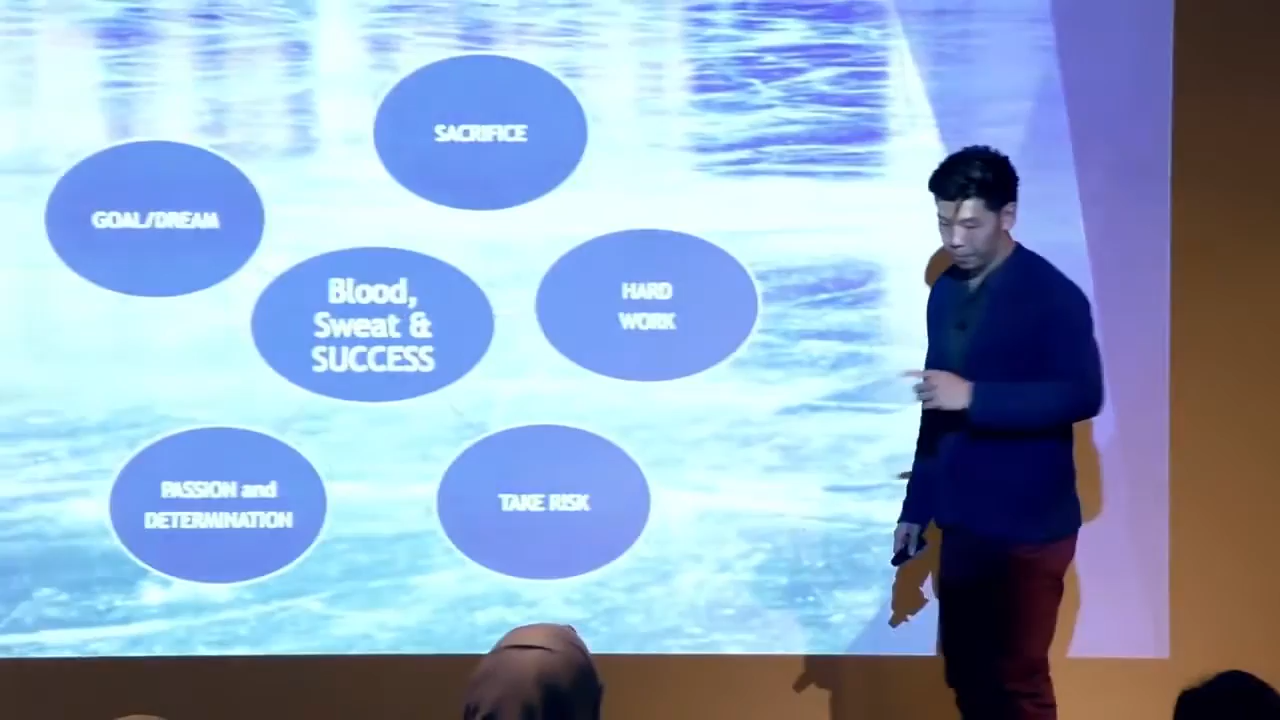 SACRIFICE
GOAL/DREAM
Blood,
Sweat &
SUCCESS
HARD
WORK
PASSION and
DETERMINATION
TAKE RISK